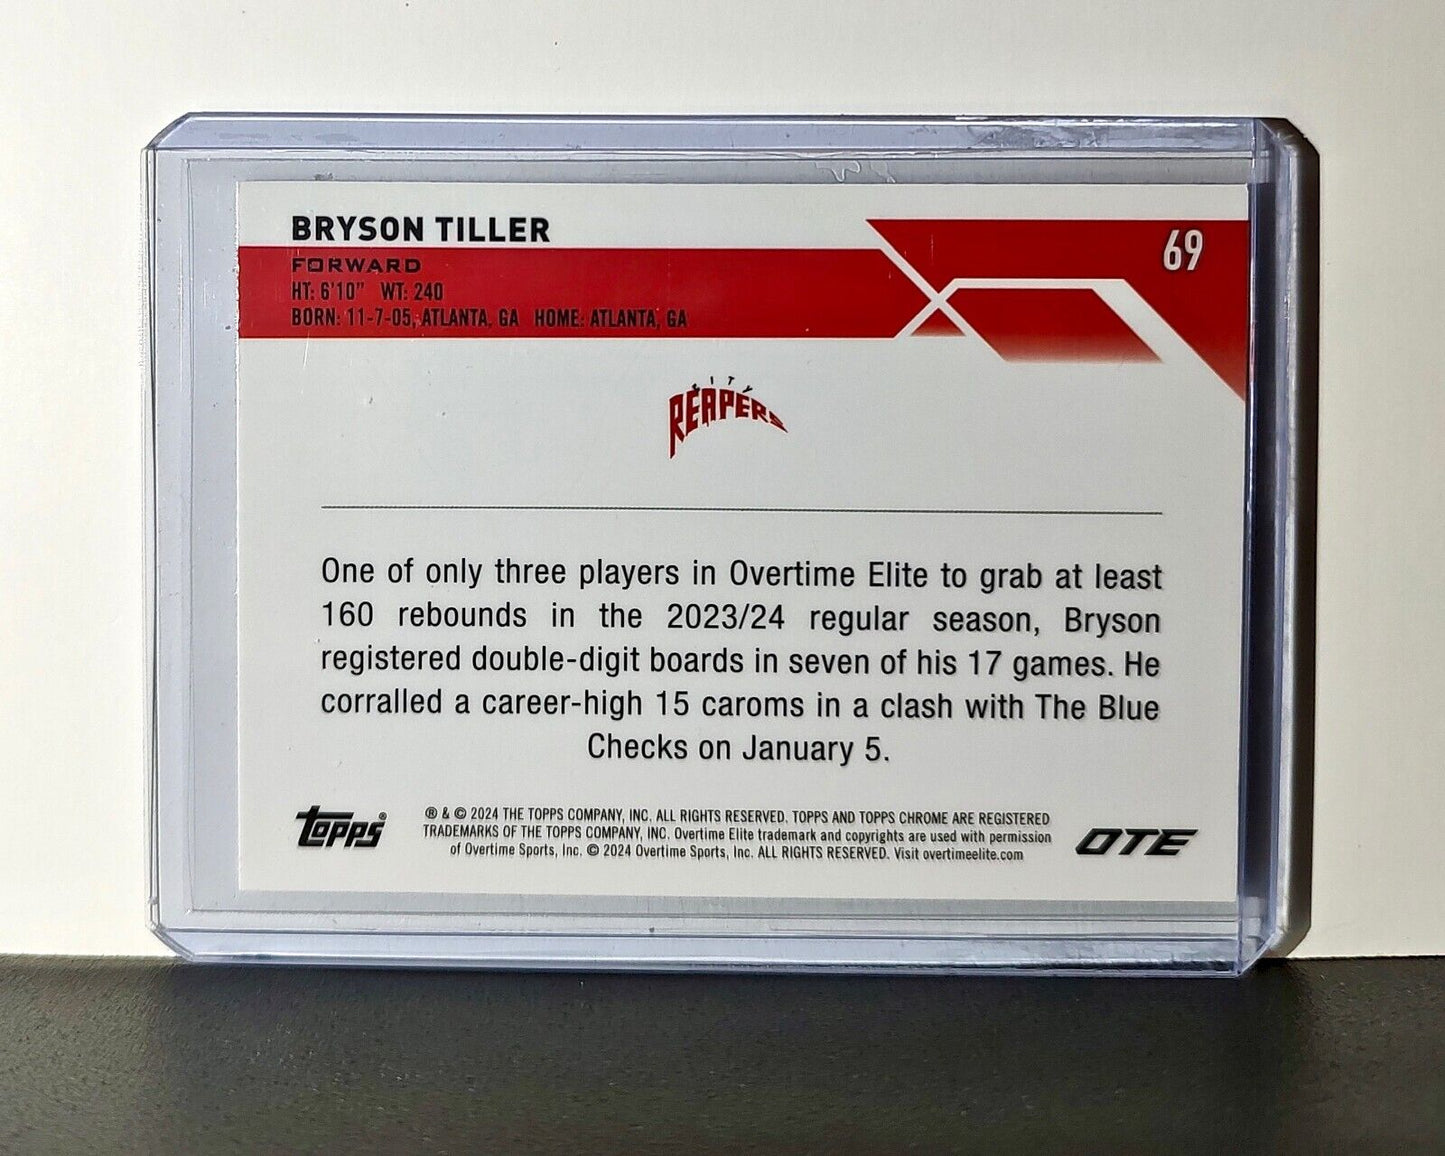 BRYSON TILLER
69
FORWARD
HT: 6'10" WT: 240
BORN: 11-7-05, ATLANTA, GA HOME: ATLANTA, GA
CITY
REAPERS
One of only three players in Overtime Elite to grab at least
160 rebounds in the 2023/24 regular season, Bryson
registered double-digit boards in seven of his 17 games. He
corralled a career-high 15 caroms in a clash with The Blue
Checks on January 5.
topps®
® & © 2024 THE TOPPS COMPANY, INC. ALL RIGHTS RESERVED. TOPPS AND TOPPS CHROME ARE REGISTERED
TRADEMARKS OF THE TOPPS COMPANY, INC. Overtime Elite trademark and copyrights are used with permission
of Overtime Sports, Inc. © 2024 Overtime Sports, Inc. ALL RIGHTS RESERVED. Visit overtimeelite.com
OTE